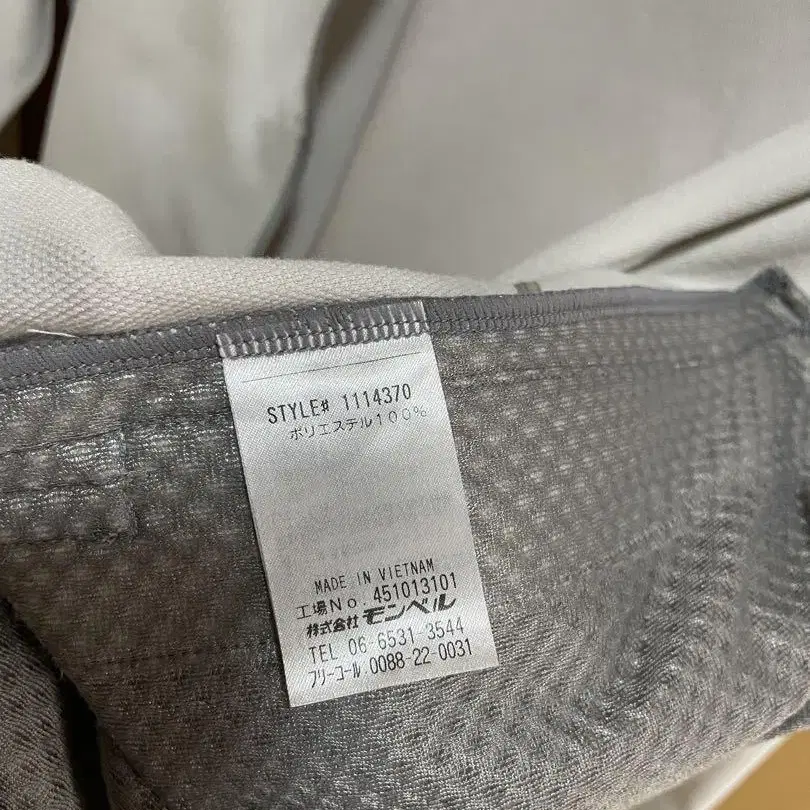 STYLE# 1114370
ポリエステル100%
MADE IN VIETNAM
工場No. 451013101
株式会社 モンベル
TEL 06-6531-3544
フリーコール. 0088-22-0031